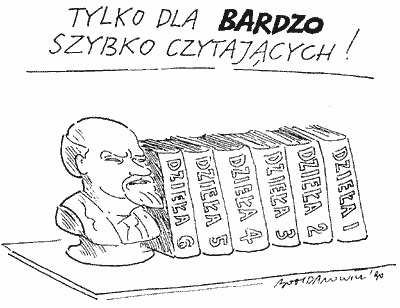 TYLKO DLA BARDZO
SZYBKO CZYTAJĄCYCH!
DZIEŁA 6
DZIEŁA 5
DZIEŁA 4
DZIEŁA 3
DZIEŁA 2
DZIEŁA 1